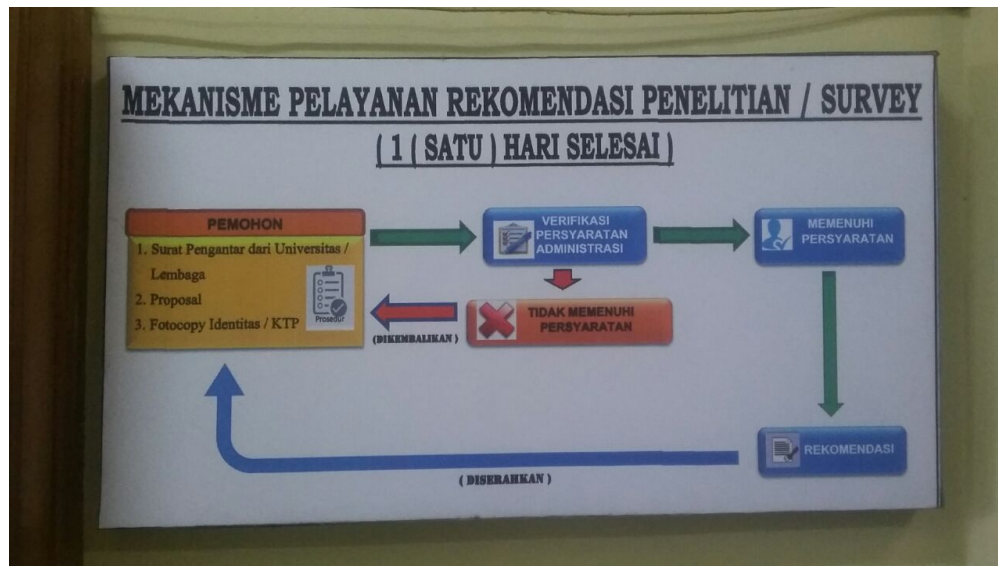 MEKANISME PELAYANAN REKOMENDASI PENELITIAN / SURVEY
( 1 ( SATU ) HARI SELESAI )
PEMOHON
1. Surat Pengantar dari Universitas /
Lembaga
2. Proposal
3. Fotocopy Identitas / KTP
Prosedur
VERIFIKASI
PERSYARATAN
ADMINISTRASI
MEMENUHI
PERSYARATAN
TIDAK MEMENUHI
PERSYARATAN
(DIKEMBALIKAN )
REKOMENDASI
( DISERAHKAN )